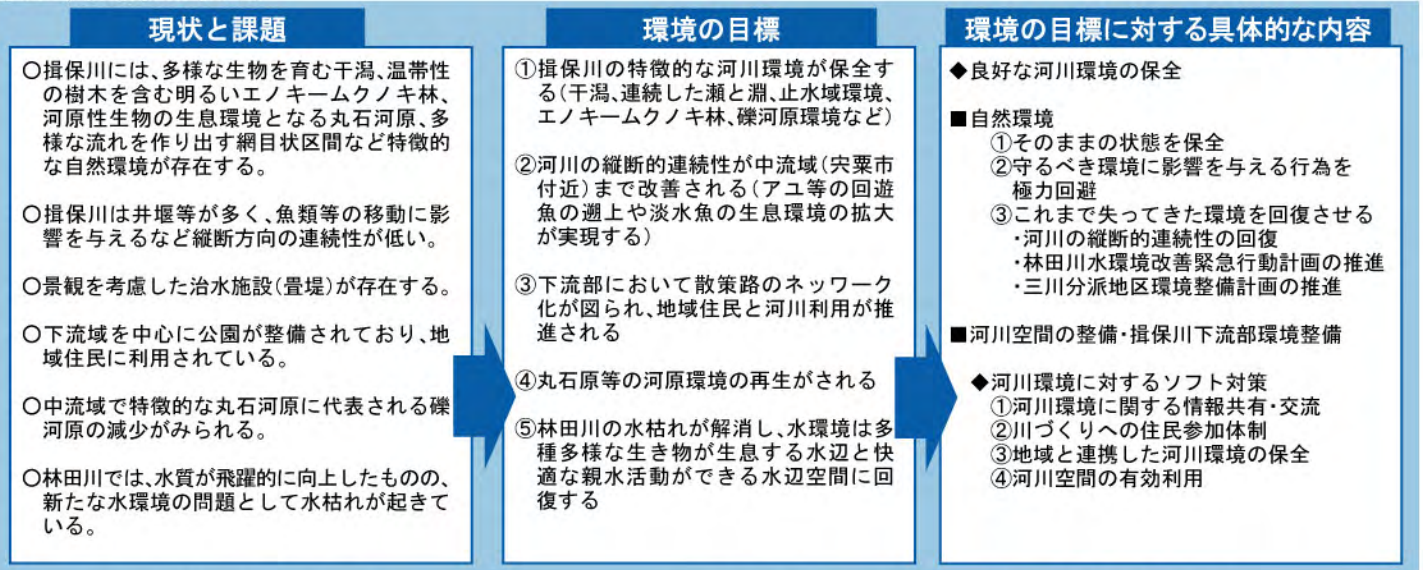 現状と課題
〇揖保川には、多様な生物を育む干潟、温帯性
の樹木を含む明るいエノキームクノキ林、
河原性生物の生息環境となる丸石河原、多
様な流れを作り出す網目状区間など特徴的
な自然環境が存在する。
〇揖保川は井堰等が多く、魚類等の移動に影
響を与えるなど縦断方向の連続性が低い。
〇景観を考慮した治水施設(畳堤)が存在する。
〇下流域を中心に公園が整備されており、地
域住民に利用されている。
〇中流域で特徴的な丸石河原に代表される礫
河原の減少がみられる。
〇林田川では、水質が飛躍的に向上したものの、
新たな水環境の問題として水枯れが起きて
いる。
環境の目標
①揖保川の特徴的な河川環境が保全す
る(干潟、連続した瀬と淵、止水域環境、
エノキームクノキ林、礫河原環境など)
②河川の縦断的連続性が中流域(宍粟市
付近)まで改善される(アユ等の回遊
魚の遡上や淡水魚の生息環境の拡大
が実現する)
③下流部において散策路のネッワーク
化が図られ、地域住民と河川利用が推
進される
④丸石原等の河原環境の再生がされる
⑤林田川の水枯れが解消し、水環境は多
種多様な生き物が生息する水辺と快
適な親水活動ができる水辺空間に回
復する
環境の目標に対する具体的な内容
◆良好な河川環境の保全
■自然環境
①そのままの状態を保全
②守るべき環境に影響を与える行為を
極力回避
③これまで失ってきた環境を回復させる
・河川の縦断的連続性の回復
・林田川水環境改善緊急行動計画の推進
・三川分派地区環境整備計画の推進
■河川空間の整備・揖保川下流部環境整備
◆河川環境に対するソフト対策
①河川環境に関する情報共有・交流
②川づくりへの住民参加体制
③地域と連携した河川環境の保全
④河川空間の有効利用